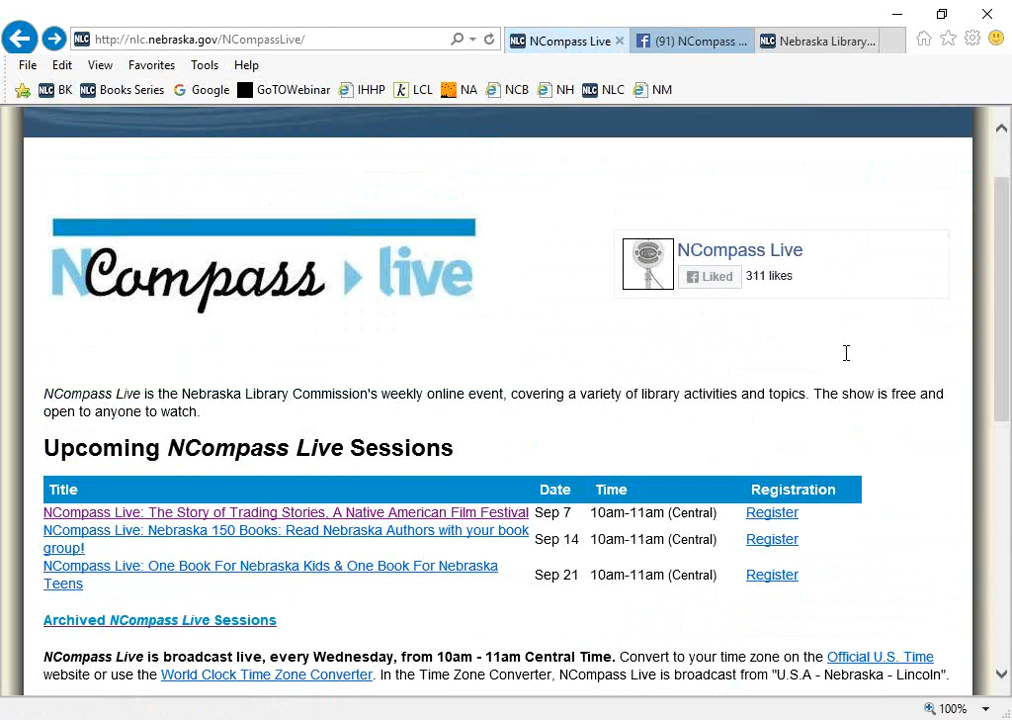 http://nlc.nebraska.gov/NCompassLive/
NLC NCompass Live
(91) NCompass ...
NLC Nebraska Library...
File Edit View Favorites Tools Help
NLC BK NLC Books Series Google GoTOWebinar IHHP k LCL NA NCB NH NLC NLC NM
NCompass live
NCompass Live
Liked 311 likes
NCompass Live is the Nebraska Library Commission's weekly online event, covering a variety of library activities and topics. The show is free and
open to anyone to watch.
Upcoming NCompass Live Sessions
Title Date Time Registration
NCompass Live: The Story of Trading Stories. A Native American Film Festival Sep 7 10am-11am (Central) Register
NCompass Live: Nebraska 150 Books: Read Nebraska Authors with your book
group! Sep 14 10am-11am (Central) Register
NCompass Live: One Book For Nebraska Kids & One Book For Nebraska
Teens Sep 21 10am-11am (Central) Register
Archived NCompass Live Sessions
NCompass Live is broadcast live, every Wednesday, from 10am - 11am Central Time. Convert to your time zone on the Official U.S. Time
website or use the World Clock Time Zone Converter. In the Time Zone Converter, NCompass Live is broadcast from "U.S.A - Nebraska - Lincoln".
100%